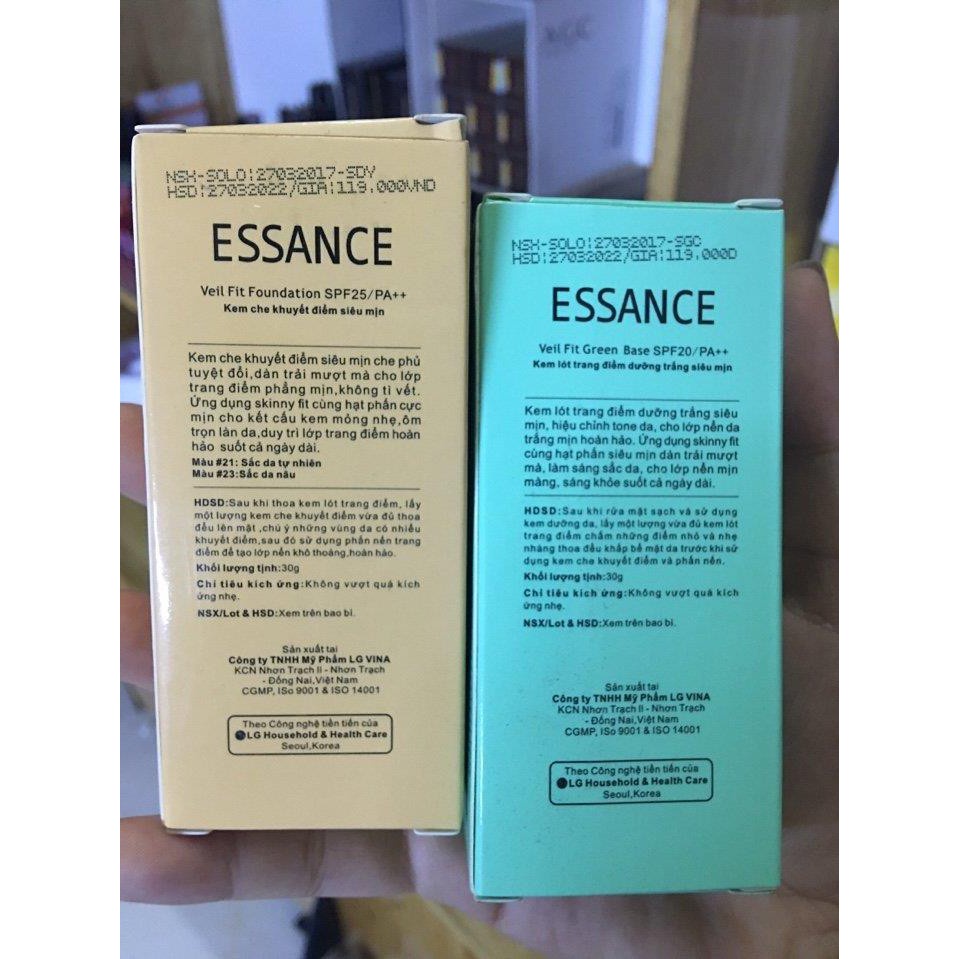 NSX-SOLO:27032017-SDY
HSD:27032022/GIA:119.000VND
ESSANCE
Veil Fit Foundation SPF25/PA++
Kem che khuyết điểm siêu mịn
Kem che khuyết điểm siêu mịn che phủ
tuyệt đối,dàn trải mượt mà cho lớp
trang điểm phẳng mịn,không tì vết.
Ứng dụng skinny fit cùng hạt phấn cực
mịn cho kết cấu kem mỏng nhẹ,ôm
trọn làn da,duy trì lớp trang điểm hoàn
hảo suốt cả ngày dài.
Màu #21: Sắc da tự nhiên
Màu #23:Sắc da nâu
HDSD:Sau khi thoa kem lót trang điểm, lấy
một lượng kem che khuyết điểm vừa đủ thoa
đều lên mặt ,chú ý những vùng da có nhiều
khuyết điểm,sau đó sử dụng phấn nền trang
điểm để tạo lớp nền khô thoáng,hoàn hảo.
Khối lượng tịnh:30g
Chỉ tiêu kích ứng:Không vượt quá kích
ứng nhẹ.
NSX/Lot & HSD:Xem trên bao bì.
Sản xuất tại
Công ty TNHH Mỹ Phẩm LG VINA
KCN Nhơn Trạch II - Nhơn Trạch
- Đồng Nai,Việt Nam
CGMP, ISo 9001 & ISO 14001
Theo Công nghệ tiên tiến của
LG Household & Health Care
Seoul,Korea
NSX-SOLO:27032017-SGC
HSD:27032022/GIA:119.000D
ESSANCE
Veil Fit Green Base SPF20/PA++
Kem lót trang điểm dưỡng trắng siêu mịn
Kem lót trang điểm dưỡng trắng siêu
mịn, hiệu chỉnh tone da, cho lớp nền da
trắng mịn hoàn hảo. Ứng dụng skinny fit
cùng hạt phấn siêu mịn dàn trải mượt
mà, làm sáng sắc da, cho lớp nền mịn
màng, sáng khỏe suốt cả ngày dài.
HDSD:Sau khi rửa mặt sạch và sử dụng
kem dưỡng da, lấy một lượng vừa đủ kem lót
trang điểm chấm những điểm nhỏ và nhẹ
nhàng thoa đều khắp bề mặt da trước khi sử
dụng kem che khuyết điểm và phấn nền.
Khối lượng tịnh:30g
Chỉ tiêu kích ứng:Không vượt quá kích
ứng nhẹ.
NSX/Lot & HSD:Xem trên bao bì.
Sản xuất tại
Công ty TNHH Mỹ Phẩm LG VINA
KCN Nhơn Trạch II - Nhơn Trạch
- Đồng Nai,Việt Nam
CGMP, ISo 9001 & ISO 14001
Theo Công nghệ tiên tiến của
LG Household & Health Care
Seoul,Korea